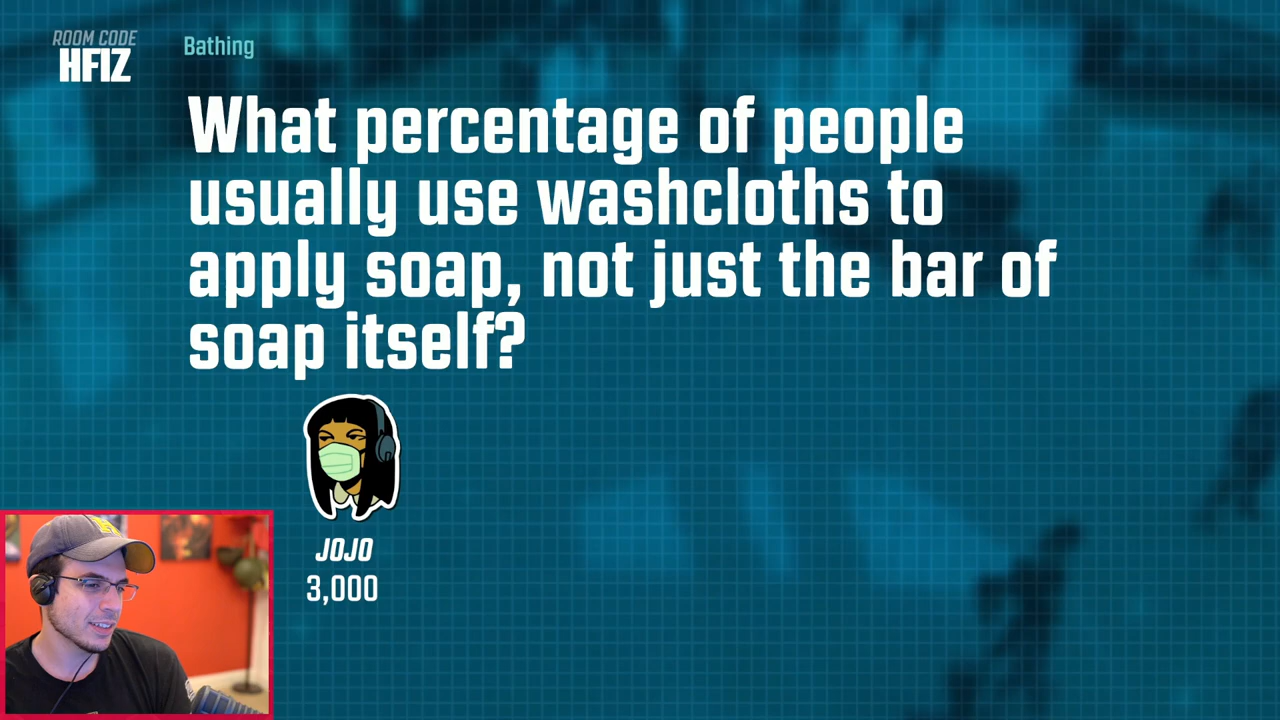 ROOM CODE
HFIZ
Bathing
What percentage of people
usually use washcloths to
apply soap, not just the bar of
soap itself?
JOJO
3,000